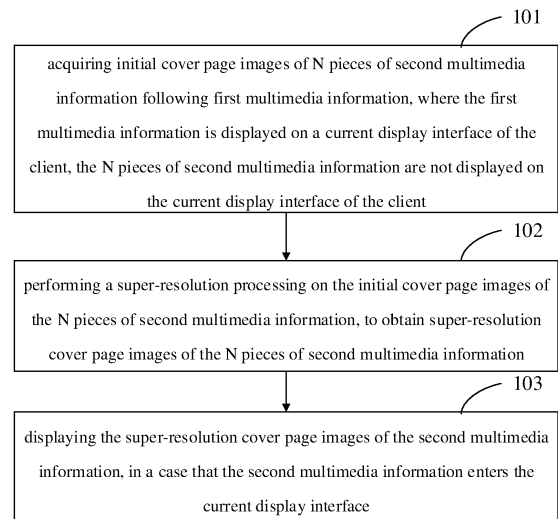 101
acquiring initial cover page images of N pieces of second multimedia
information following first multimedia information, where the first
multimedia information is displayed on a current display interface of the
client, the N pieces of second multimedia information are not displayed on
the current display interface of the client
102
performing a super-resolution processing on the initial cover page images of
the N pieces of second multimedia information, to obtain super-resolution
cover page images of the N pieces of second multimedia information
103
displaying the super-resolution cover page images of the second multimedia
information, in a case that the second multimedia information enters the
current display interface